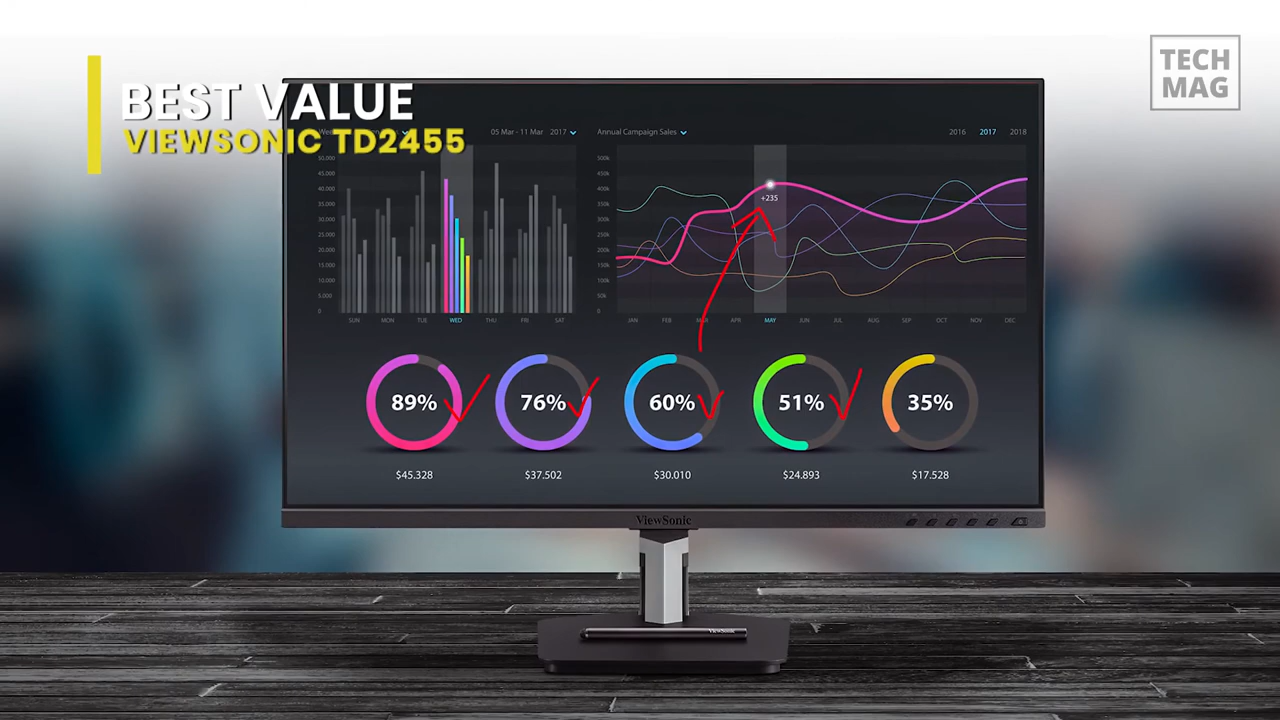 TECH
MAG
BEST VALUE
VIEWSONIC TD2455
05 Mar - 11 Mar 2017
Annual Campaign Sales
2016 2017 2018
50.000
45.000
40.000
35.000
30.000
25.000
20.000
15.000
10.000
5.000
0
SUN MON TUE WED THU FRI SAT
500k
450k
400k
350k
300k
250k
200k
150k
100k
50k
0
+235
JAN FEB MAR APR MAY JUN JUL AUG SEP OCT NOV DEC
89% 76% 60% 51% 35%
$45.328 $37.502 $30.010 $24.893 $17.528
ViewSonic
ViewSonic